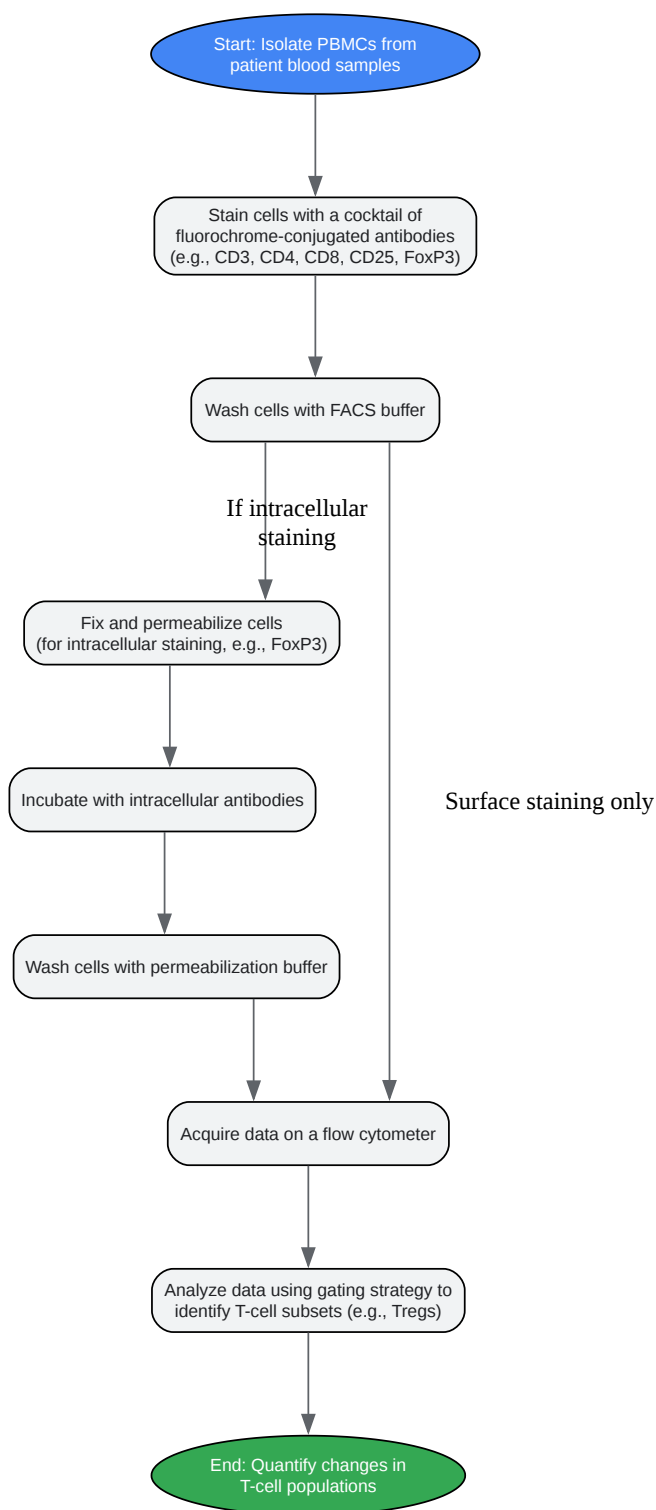 Start: Isolate PBMCs from
patient blood samples
Stain cells with a cocktail of
fluorochrome-conjugated antibodies
(e.g., CD3, CD4, CD8, CD25, FoxP3)
Wash cells with FACS buffer
If intracellular
staining
Fix and permeabilize cells
(for intracellular staining, e.g., FoxP3)
Incubate with intracellular antibodies
Surface staining only
Wash cells with permeabilization buffer
Acquire data on a flow cytometer
Analyze data using gating strategy to
identify T-cell subsets (e.g., Tregs)
End: Quantify changes in
T-cell populations